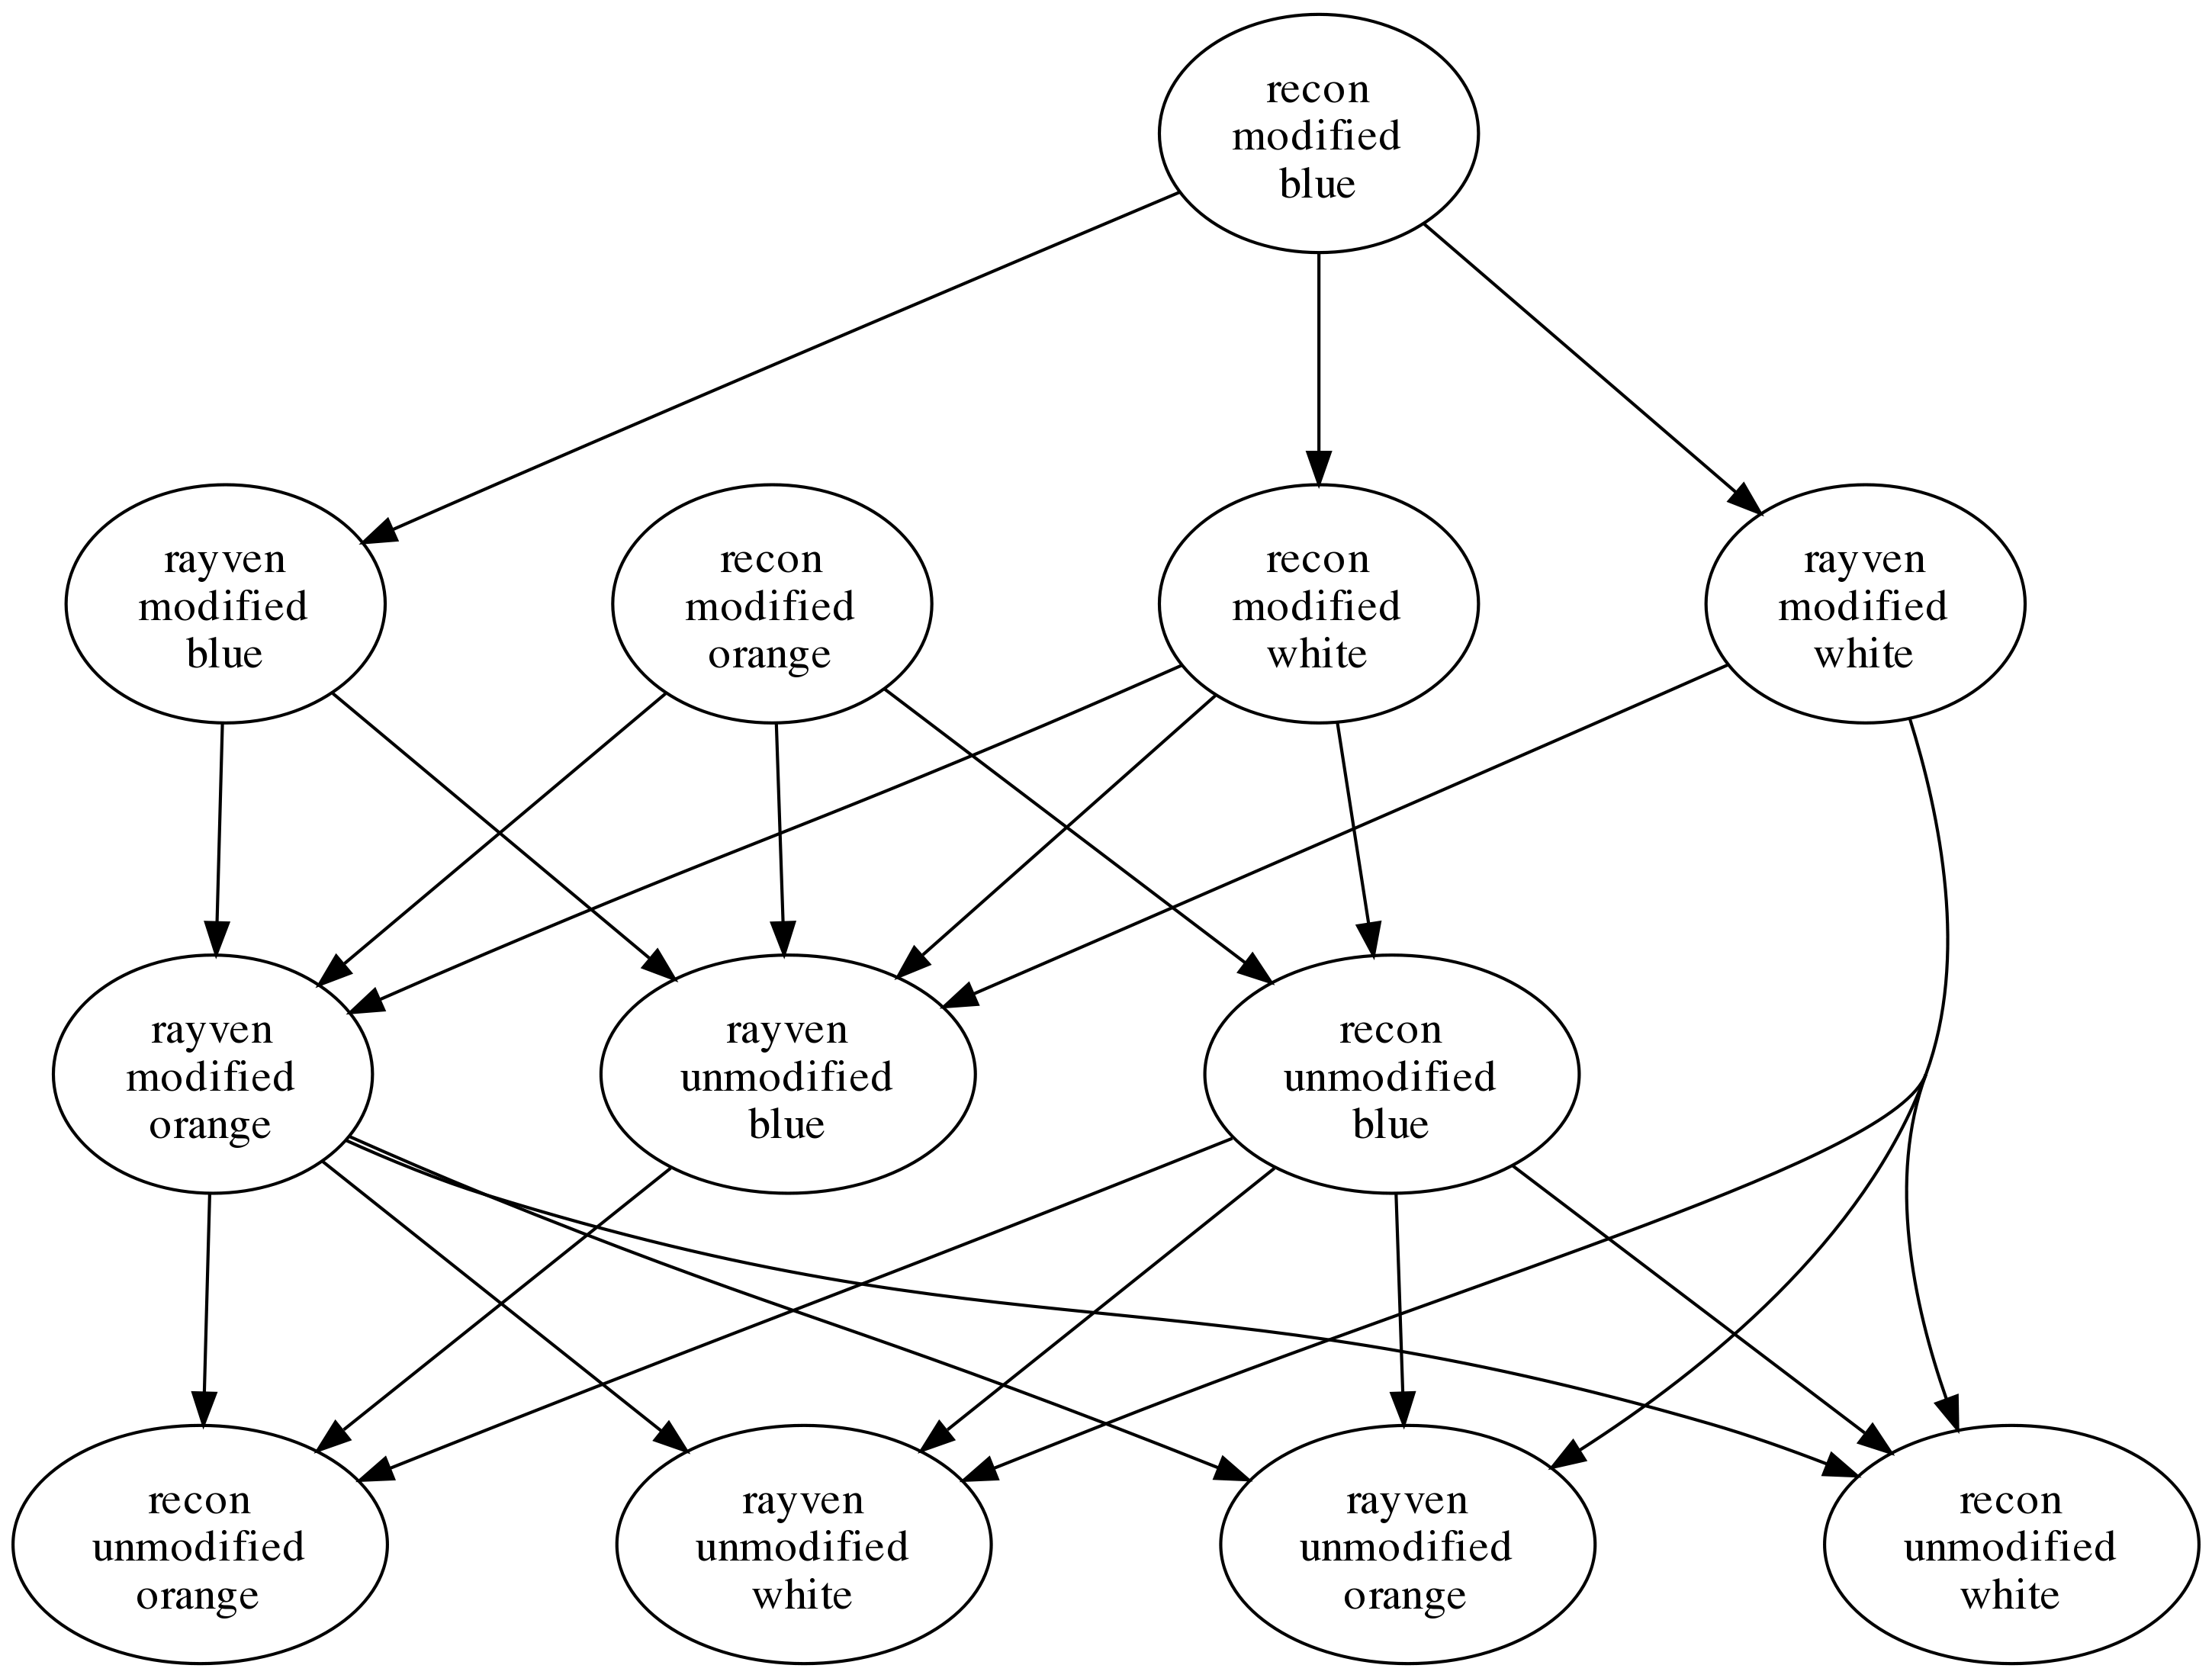 recon
modified
blue
rayven
modified
blue
recon
modified
orange
recon
modified
white
rayven
modified
white
rayven
modified
orange
rayven
unmodified
blue
recon
unmodified
blue
recon
unmodified
orange
rayven
unmodified
white
rayven
unmodified
orange
recon
unmodified
white